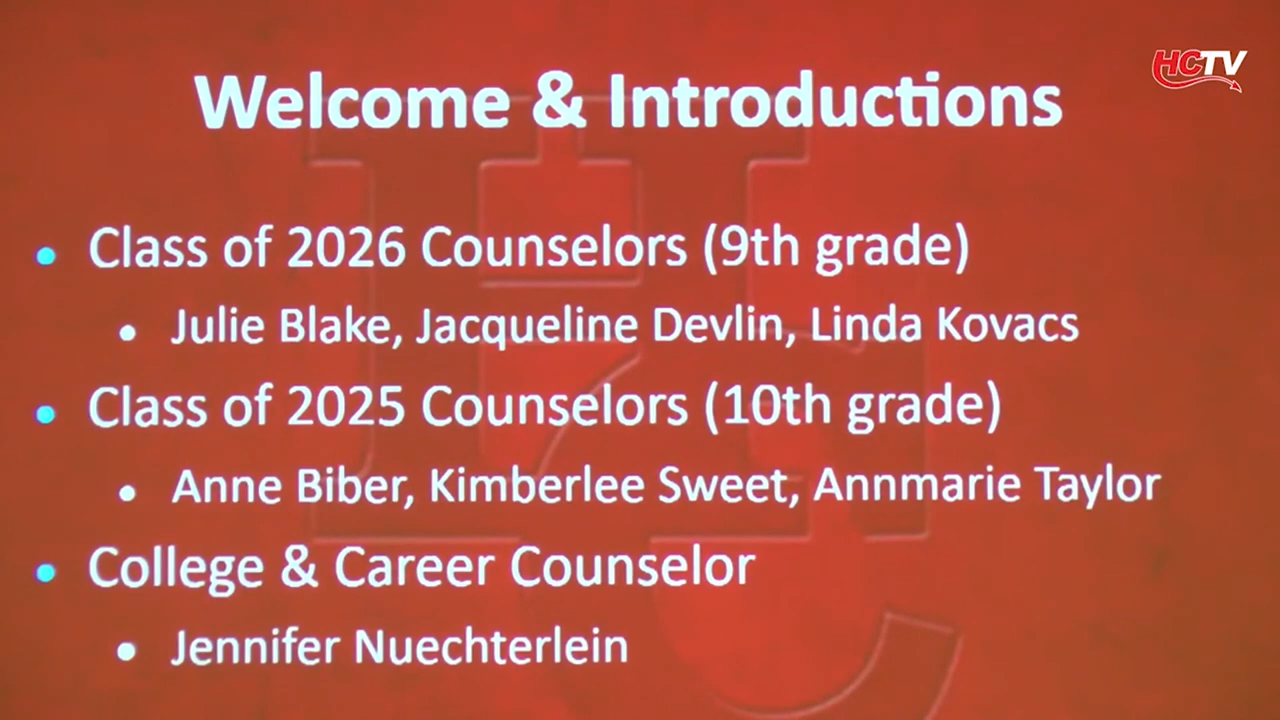 HCTV
Welcome & Introductions
Class of 2026 Counselors (9th grade)
Julie Blake, Jacqueline Devlin, Linda Kovacs
Class of 2025 Counselors (10th grade)
Anne Biber, Kimberlee Sweet, Annmarie Taylor
College & Career Counselor
Jennifer Nuechterlein